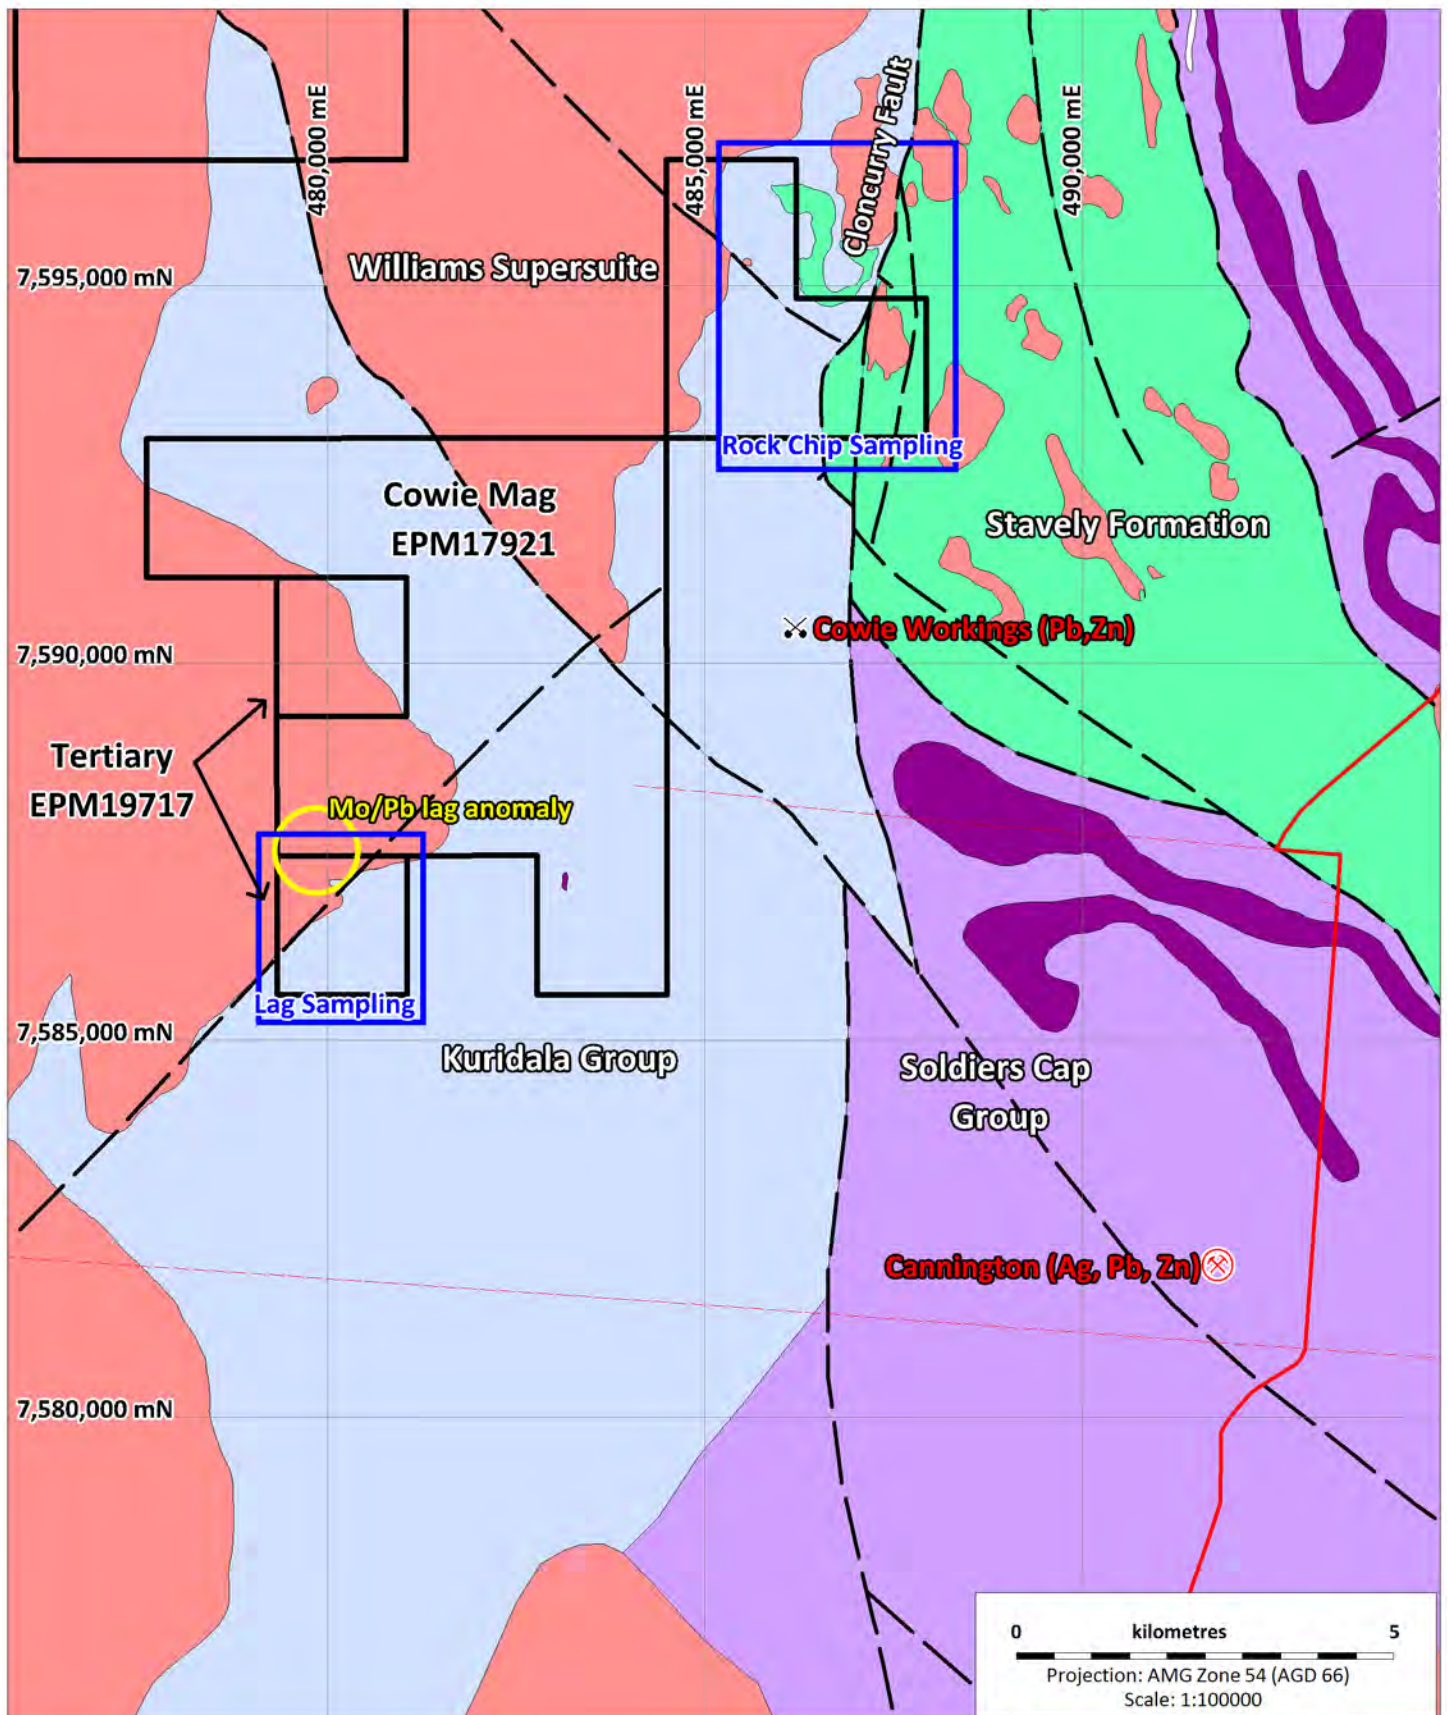 480,000 mE
485,000 mE
490,000 mE
Cloncurry Fault
Williams Supersuite
7,595,000 mN
Rock Chip Sampling
Cowie Mag
EPM17921
Stavely Formation
Cowie Workings (Pb,Zn)
7,590,000 mN
Tertiary
EPM19717
Mo/Pb lag anomaly
Lag Sampling
7,585,000 mN
Kuridala Group
Soldiers Cap
Group
Cannington (Ag, Pb, Zn)
7,580,000 mN
0 kilometres 5
Projection: AMG Zone 54 (AGD 66)
Scale: 1:100000